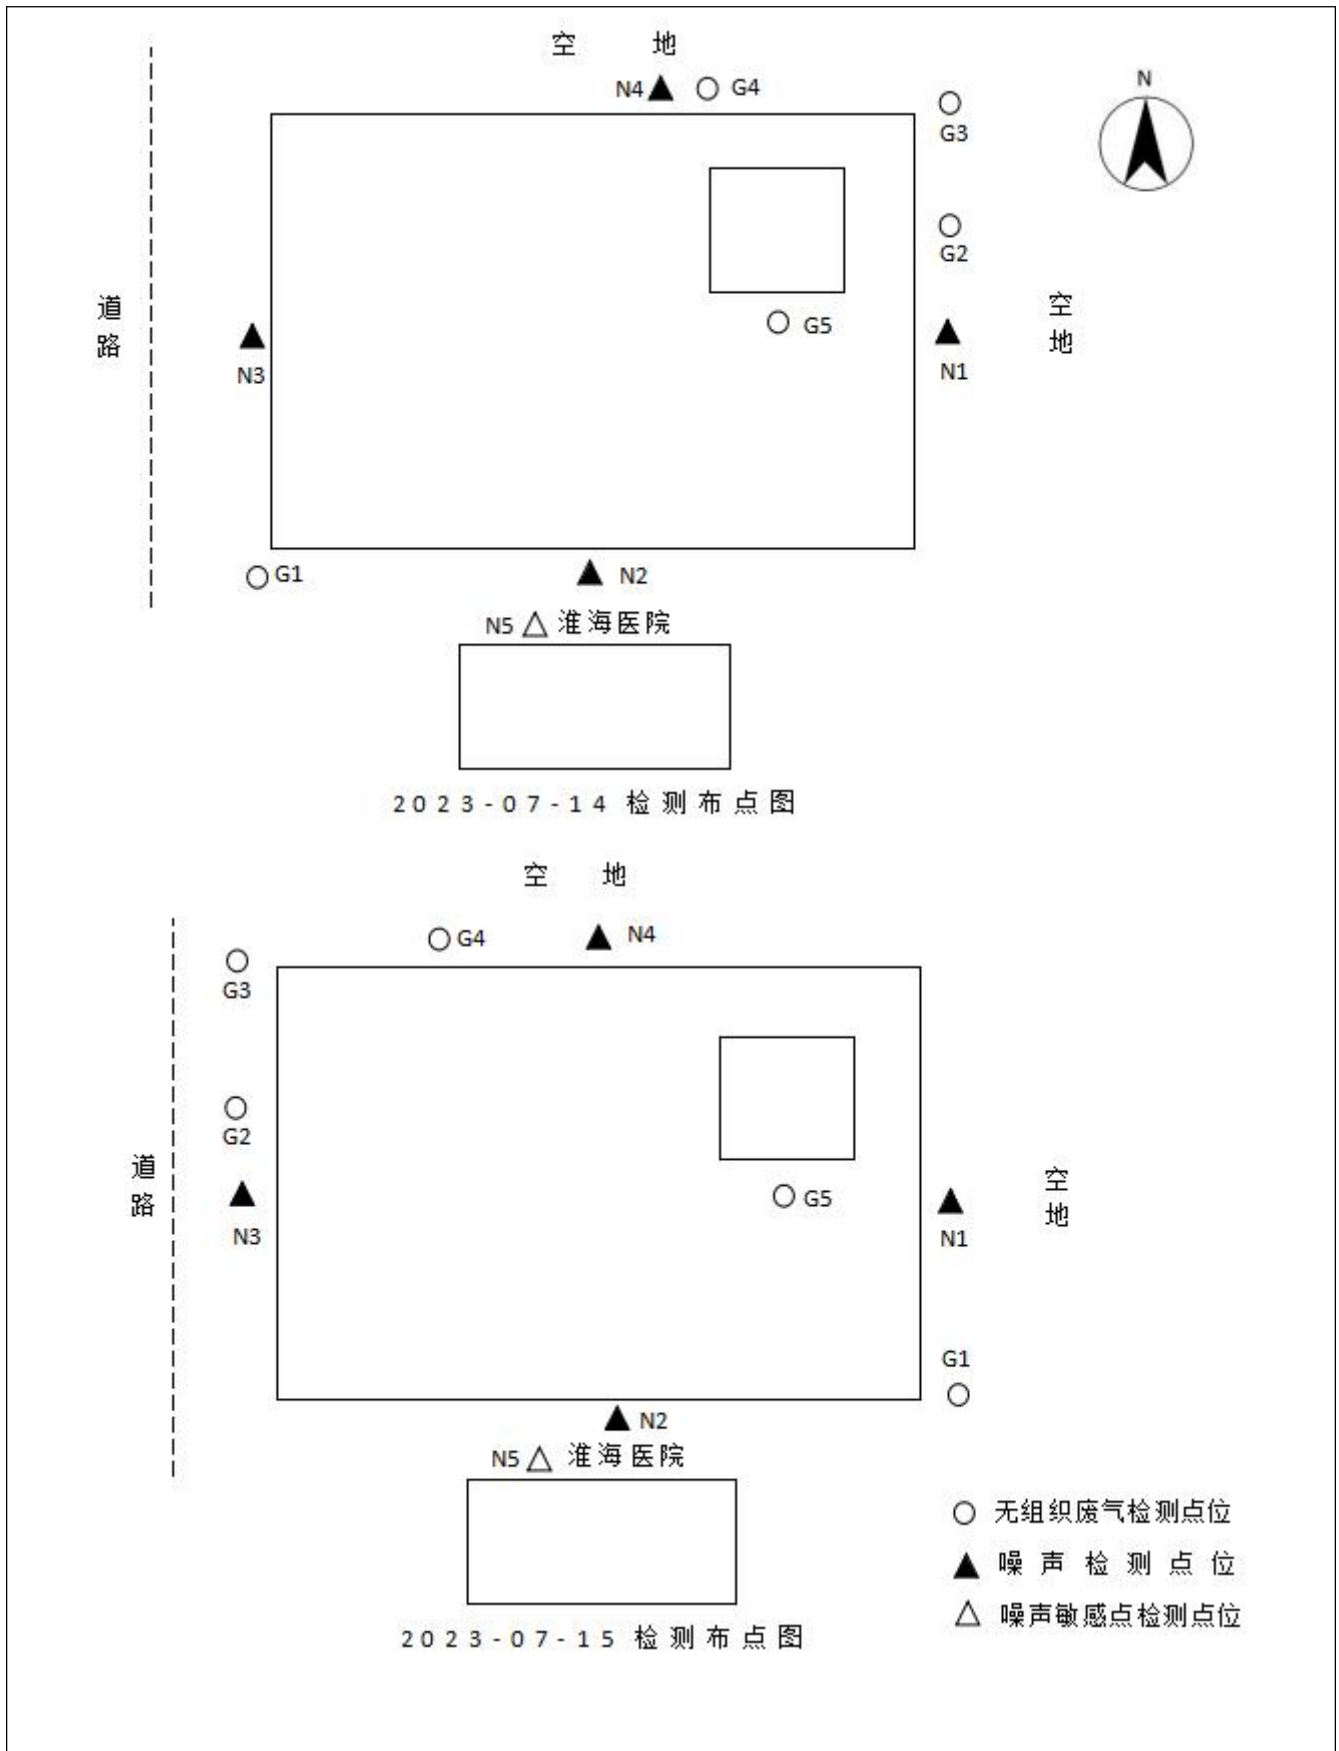 空 地
N4 G4
N
G3
G2
道路
空地
G5
N3
N1
G1
N2
N5 淮海医院
2023-07-14 检测布点图
空 地
G4 N4
G3
G2
道路
空地
G5
N3
N1
G1
N2
N5 淮海医院
无组织废气检测点位
噪声检测点位
噪声敏感点检测点位
2023-07-15 检测布点图